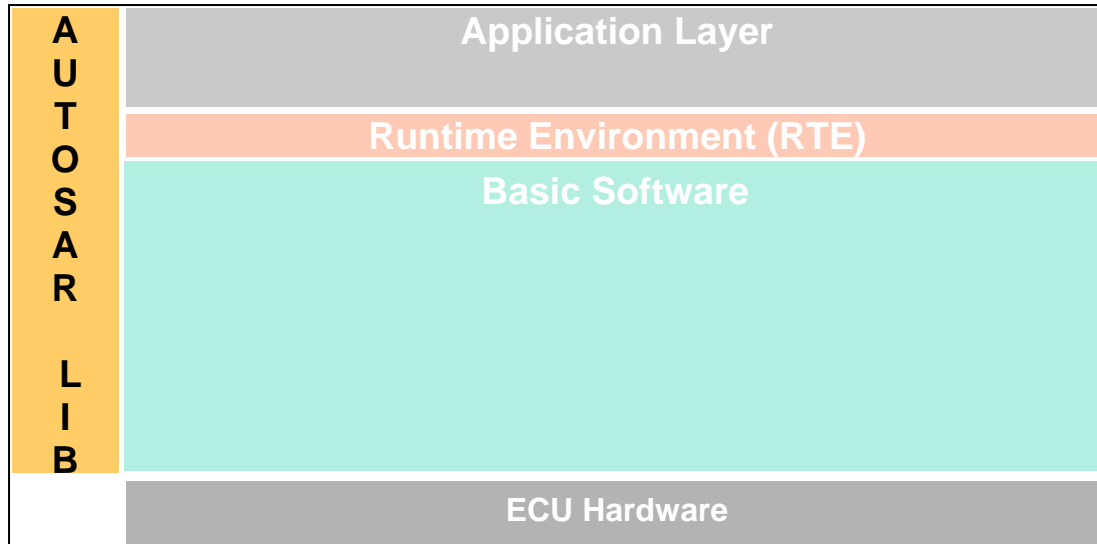 A
U
T
O
S
A
R
L
I
B
Application Layer
Runtime Environment (RTE)
Basic Software
ECU Hardware